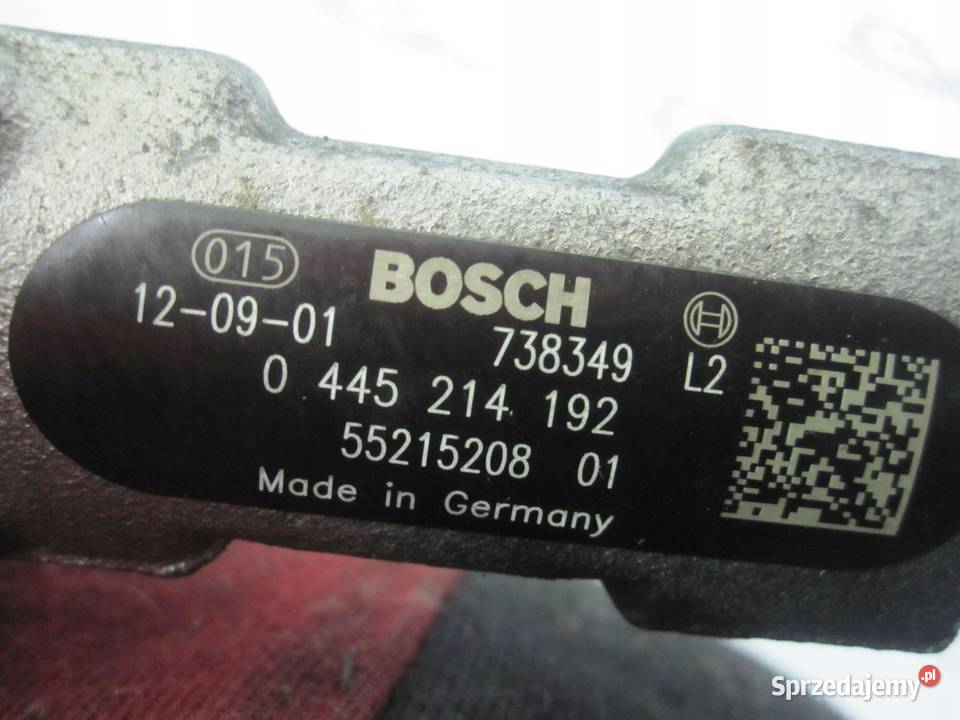 015 BOSCH
12-09-01 738349 L2
0 445 214 192
55215208 01
Made in Germany
Sprzedajemy.pl